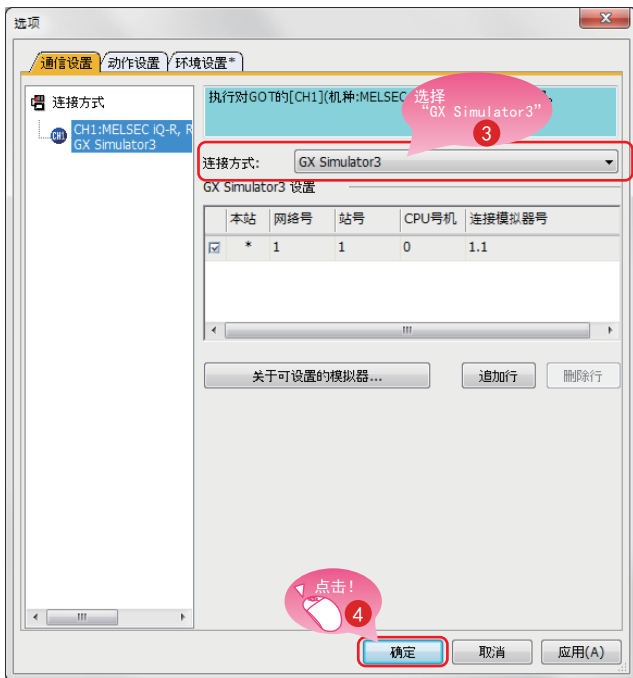 选项
通信设置 动作设置 环境设置*
连接方式
CH1:MELSEC iQ-R, R
GX Simulator3
执行对GOT的[CH1](机种:MELSEC
选择
“GX Simulator3”
3
连接方式: GX Simulator3
GX Simulator3 设置
本站 网络号 站号 CPU号机 连接模拟器号
* 1 1 0 1.1
关于可设置的模拟器... 追加行 删除行
点击!
4
确定 取消 应用(A)